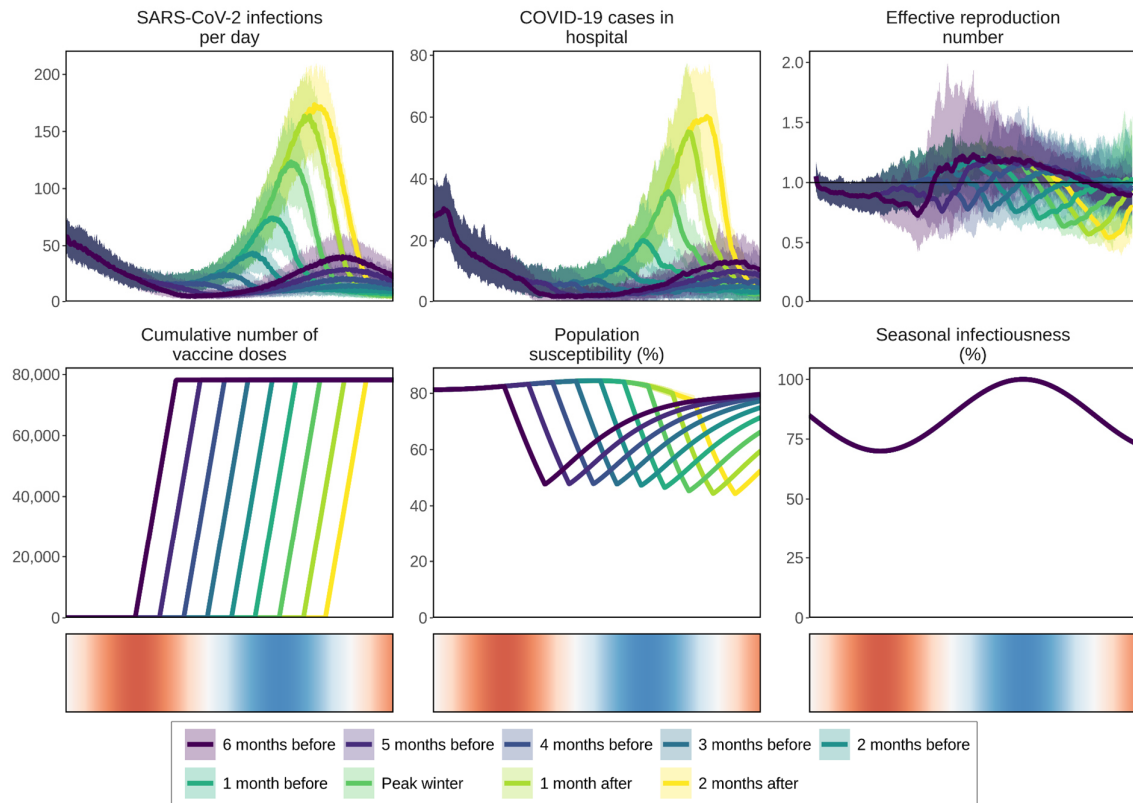 SARS-CoV-2 infections
per day
COVID-19 cases in
hospital
Effective reproduction
number
200
150
100
50
0
80
60
40
20
0
2.0
1.5
1.0
0.5
0.0
Cumulative number of
vaccine doses
Population
susceptibility (%)
Seasonal infectiousness
(%)
80,000
60,000
40,000
20,000
0
80
60
40
20
0
100
75
50
25
0
6 months before
5 months before
4 months before
3 months before
2 months before
1 month before
Peak winter
1 month after
2 months after